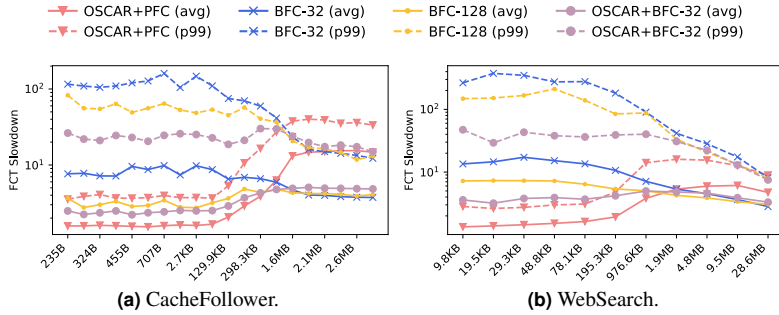 OSCAR+PFC (avg) BFC-32 (avg) BFC-128 (avg) OSCAR+BFC-32 (avg)
OSCAR+PFC (p99) BFC-32 (p99) BFC-128 (p99) OSCAR+BFC-32 (p99)
FCT Slowdown
10² 
10¹
235B 324B 455B 707B 2.7KB 129.9KB 298.3KB 1.6MB 2.1MB 2.6MB
(a) CacheFollower.
FCT Slowdown
10²
10¹
9.8KB 19.5KB 29.3KB 48.8KB 78.1KB 195.3KB 976.6KB 1.9MB 4.8MB 9.5MB 28.6MB
(b) WebSearch.